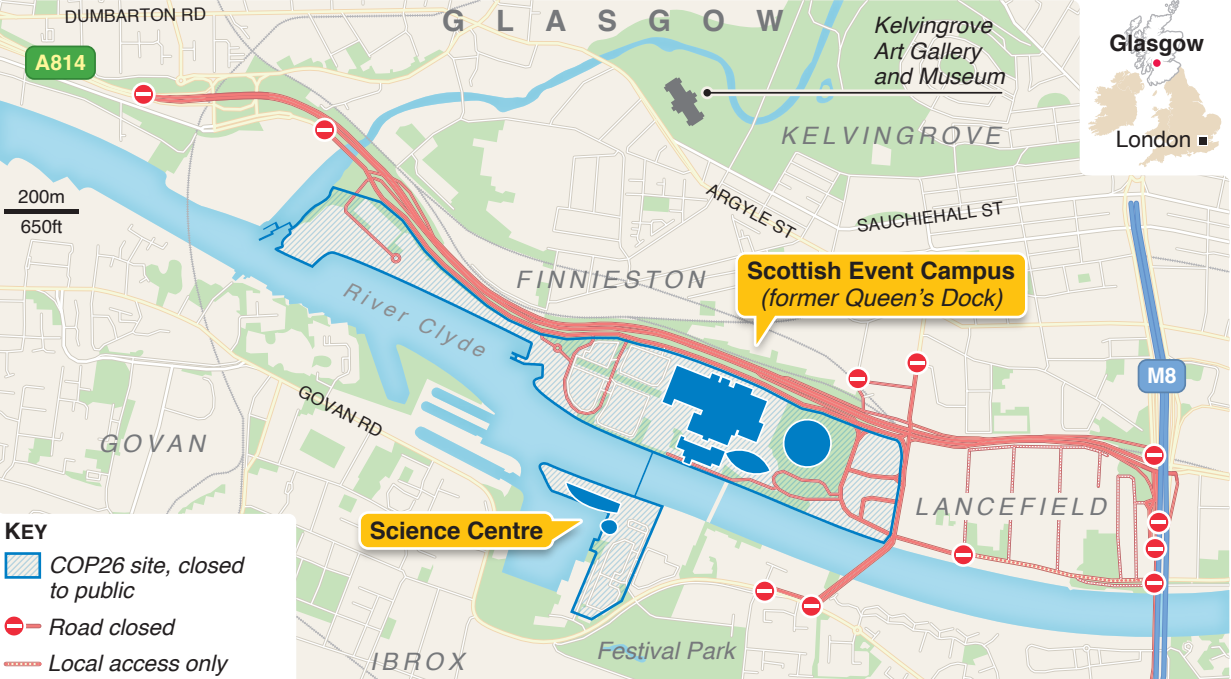 DUMBARTON RD
GLASGOW
A814
Kelvingrove
Art Gallery
and Museum
KELVINGROVE
Glasgow
London
200m
650ft
ARGYLE ST
SAUCHIEHALL ST
FINNIESTON
Scottish Event Campus
(former Queen's Dock)
River Clyde
M8
GOVAN RD
GOVAN
LANCEFIELD
Science Centre
KEY
COP26 site, closed
to public
Road closed
Local access only
IBROX
Festival Park